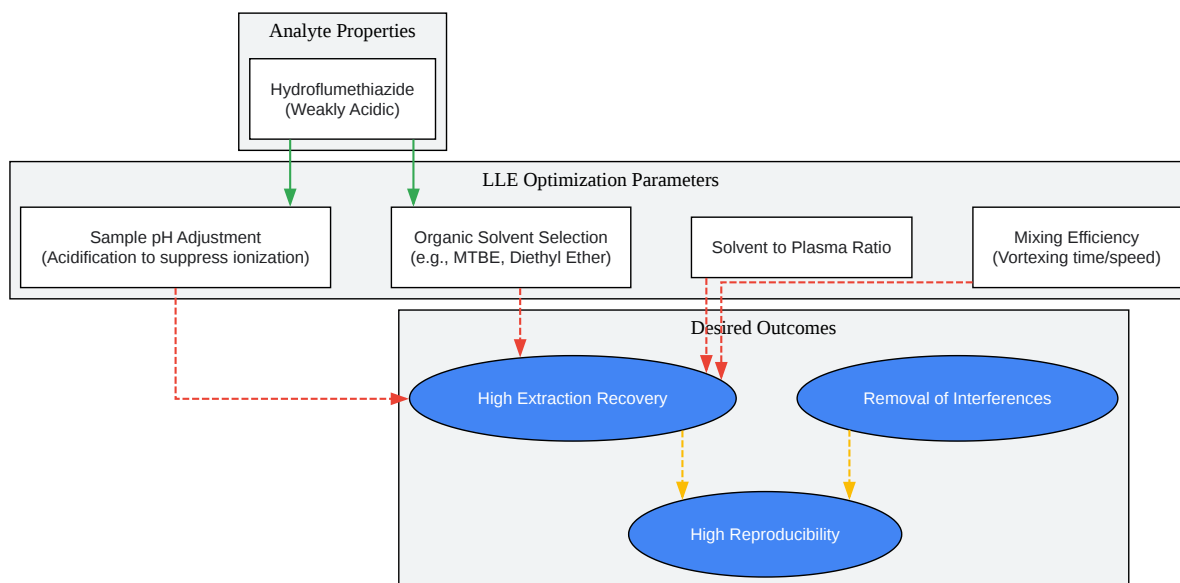 Analyte Properties
Hydroflumethiazide
(Weakly Acidic)
LLE Optimization Parameters
Sample pH Adjustment
(Acidification to suppress ionization)
Organic Solvent Selection
(e.g., MTBE, Diethyl Ether)
Solvent to Plasma Ratio
Mixing Efficiency
(Vortexing time/speed)
Desired Outcomes
High Extraction Recovery
Removal of Interferences
High Reproducibility